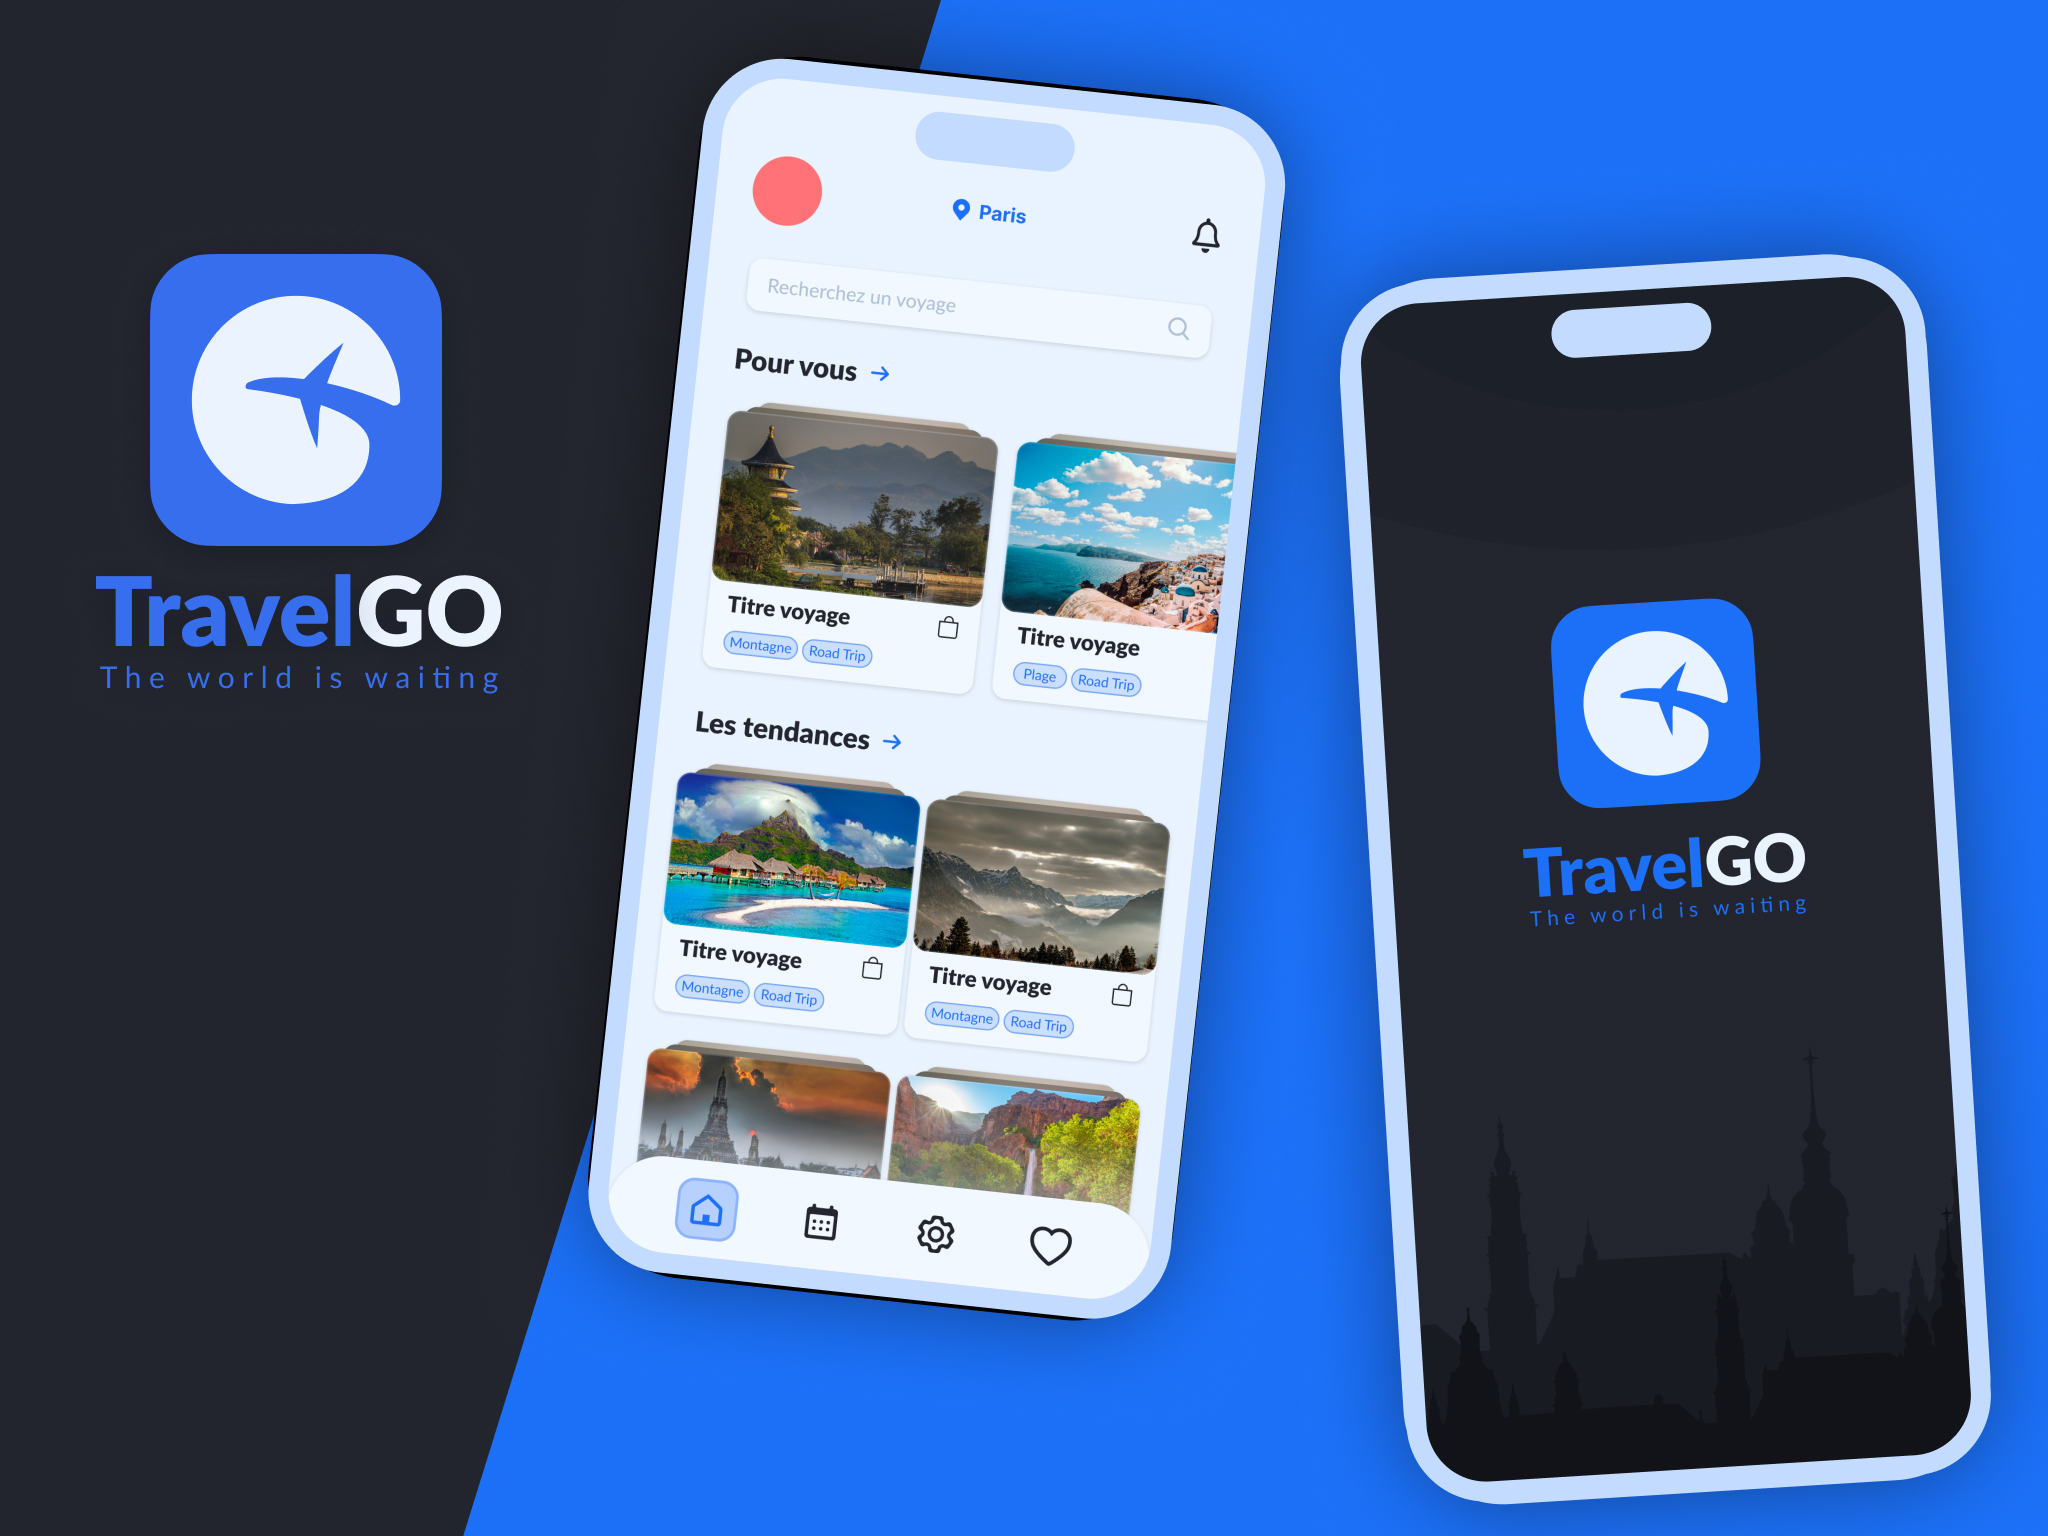 TravelGO
The world is waiting
Paris
Recherchez un voyage
Pour vous
Titre voyage
Montagne Road Trip
Titre voyage
Plage Road Trip
Les tendances
Titre voyage
Montagne Road Trip
Titre voyage
Montagne Road Trip
TravelGO
The world is waiting